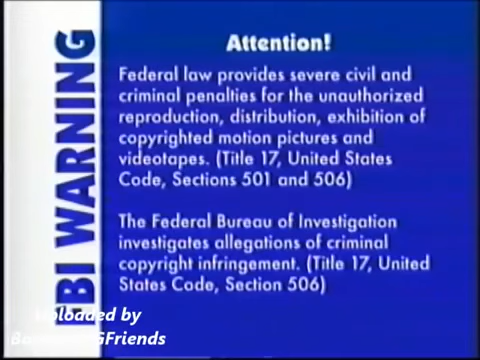 FBI WARNING
Attention!
Federal law provides severe civil and
criminal penalties for the unauthorized
reproduction, distribution, exhibition of
copyrighted motion pictures and
videotapes. (Title 17, United States
Code, Sections 501 and 506)
The Federal Bureau of Investigation
investigates allegations of criminal
copyright infringement. (Title 17, United
States Code, Section 506)
Uploaded by